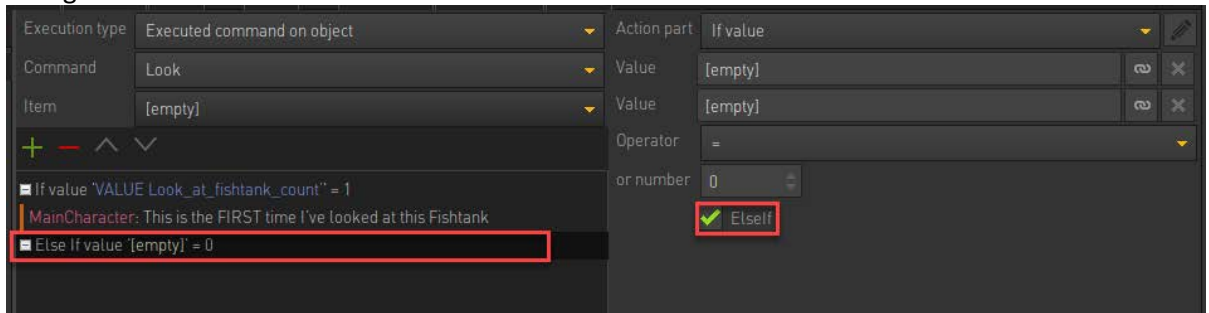 Execution type Executed command on object Action part If value
Command Look Value [empty]
Item [empty] Value [empty]
Operator =
or number 0
If value 'VALUE Look_at_fishtank_count'' = 1
MainCharacter: This is the FIRST time I've looked at this Fishtank
ElseIf
Else If value '[empty]' = 0